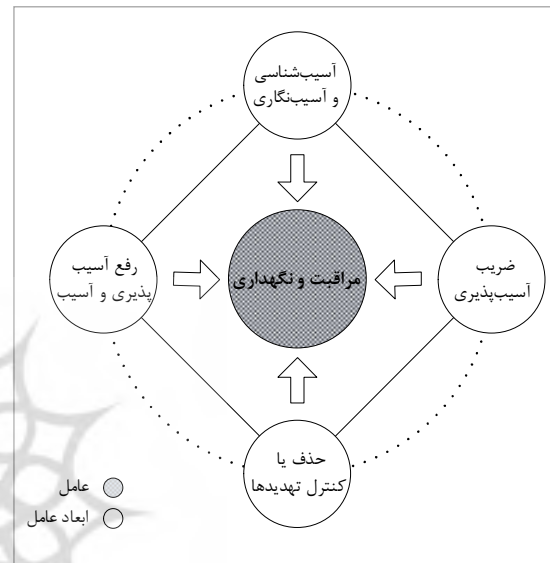 آسیب‌شناسی
و آسیب‌نگاری
ضریب
آسیب‌پذیری
مراقبت و نگهداری
رفع آسیب
پذیری و آسیب
حذف یا
کنترل تهدیدها
عامل
ابعاد عامل